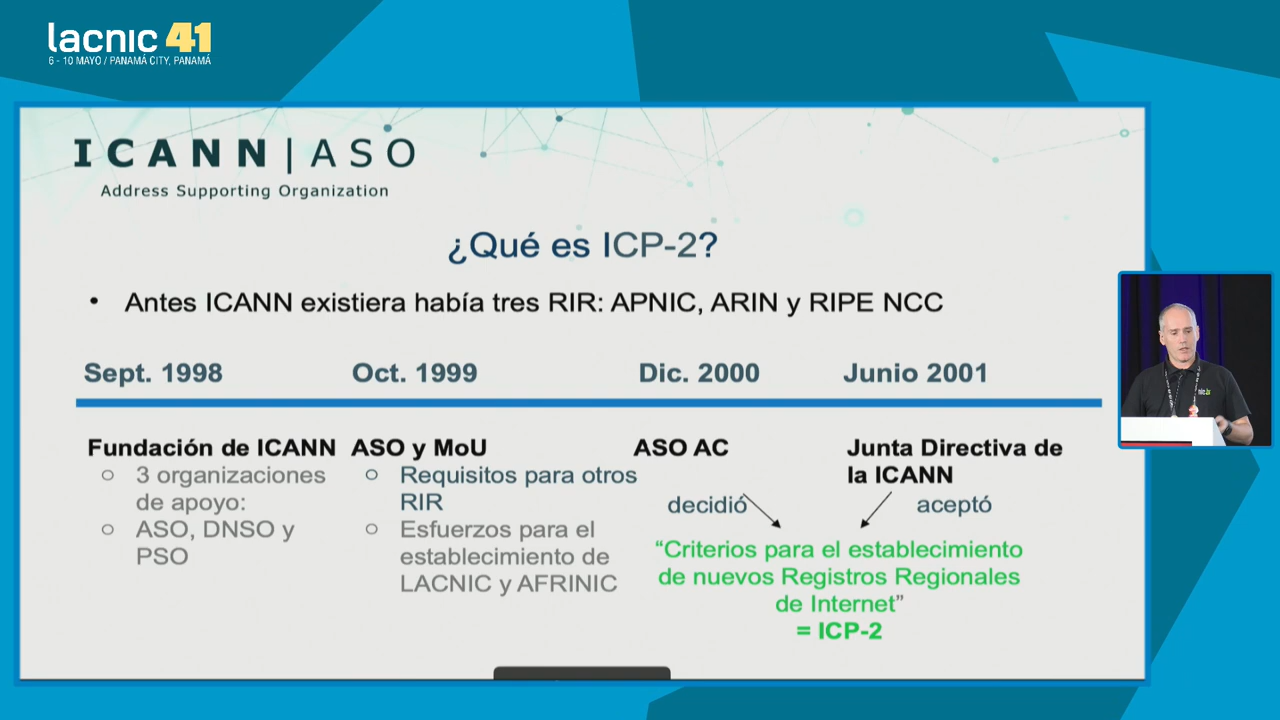 lacnic 41
6 - 10 MAYO / PANAMÁ CITY, PANAMÁ
ICANN | ASO
Address Supporting Organization
¿Qué es ICP-2?
• Antes ICANN existiera había tres RIR: APNIC, ARIN y RIPE NCC
Sept. 1998
Oct. 1999
Dic. 2000
Junio 2001
Fundación de ICANN
○ 3 organizaciones
de apoyo:
○ ASO, DNSO y
PSO
ASO y MoU
○ Requisitos para otros
RIR
○ Esfuerzos para el
establecimiento de
LACNIC y AFRINIC
ASO AC
decidió
Junta Directiva de
la ICANN
aceptó
“Criterios para el establecimiento
de nuevos Registros Regionales
de Internet”
= ICP-2